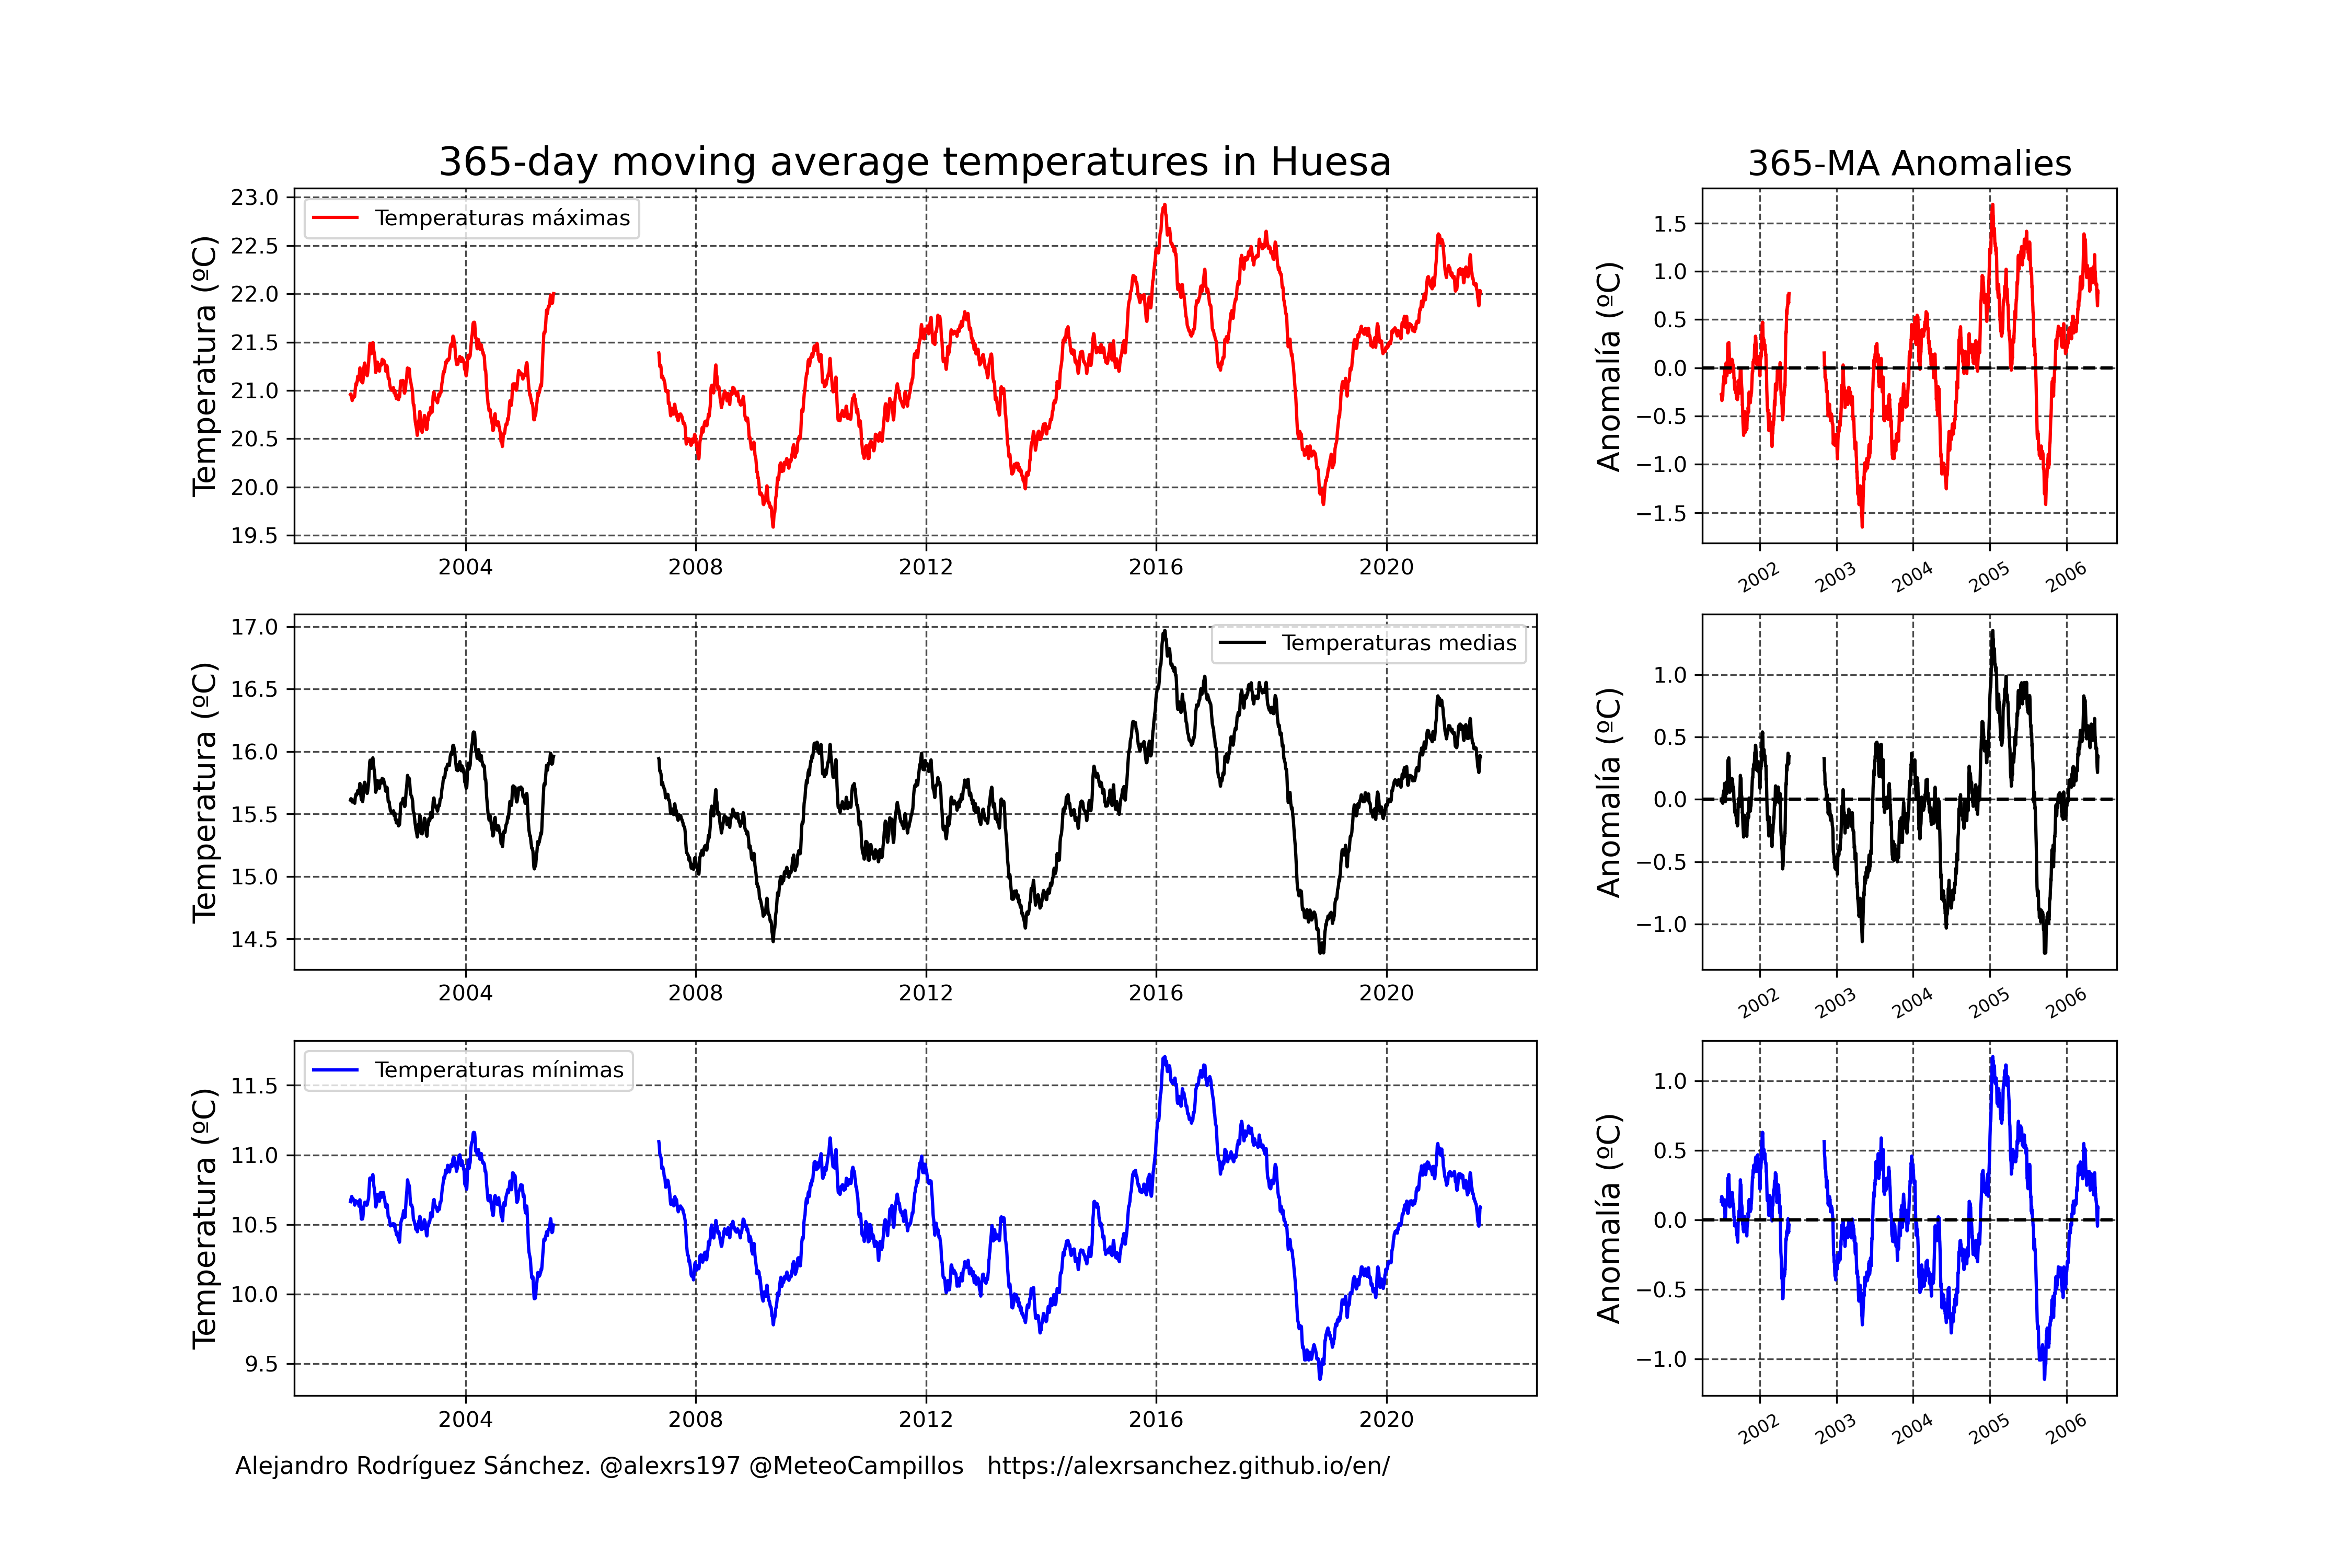 365-day moving average temperatures in Huesa
Temperatura (ºC)
23.0
22.5
22.0
21.5
21.0
20.5
20.0
19.5
Temperaturas máximas
2004 2008 2012 2016 2020
365-MA Anomalies
Anomalía (ºC)
1.5
1.0
0.5
0.0
−0.5
−1.0
−1.5
2002 2003 2004 2005 2006
Temperatura (ºC)
17.0
16.5
16.0
15.5
15.0
14.5
Temperaturas medias
2004 2008 2012 2016 2020
Anomalía (ºC)
1.0
0.5
0.0
−0.5
−1.0
2002 2003 2004 2005 2006
Temperatura (ºC)
11.5
11.0
10.5
10.0
9.5
Temperaturas mínimas
2004 2008 2012 2016 2020
Anomalía (ºC)
1.0
0.5
0.0
−0.5
−1.0
2002 2003 2004 2005 2006
Alejandro Rodríguez Sánchez. @alexrs197 @MeteoCampillos https://alexrsanchez.github.io/en/